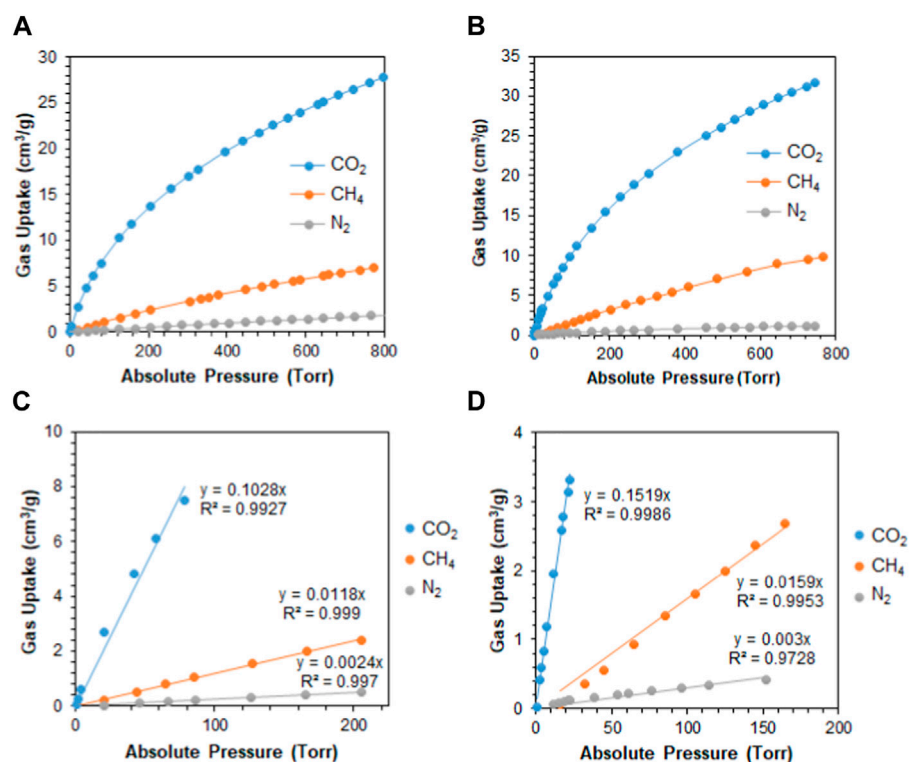 A
30
25
20
15
10
5
0
0
200
400
600
800
Gas Uptake (cm³/g)
Absolute Pressure (Torr)
CO₂
CH₄
N₂
B
35
30
25
20
15
10
5
0
0
200
400
600
800
Gas Uptake (cm³/g)
Absolute Pressure (Torr)
CO₂
CH₄
N₂
C
10
8
6
4
2
0
0
100
200
Gas Uptake (cm³/g)
Absolute Pressure (Torr)
y = 0.1028x
R² = 0.9927
y = 0.0118x
R² = 0.999
y = 0.0024x
R² = 0.997
CO₂
CH₄
N₂
D
4
3
2
1
0
0
50
100
150
200
Gas Uptake (cm³/g)
Absolute Pressure (Torr)
y = 0.1519x
R² = 0.9986
y = 0.0159x
R² = 0.9953
y = 0.003x
R² = 0.9728
CO₂
CH₄
N₂